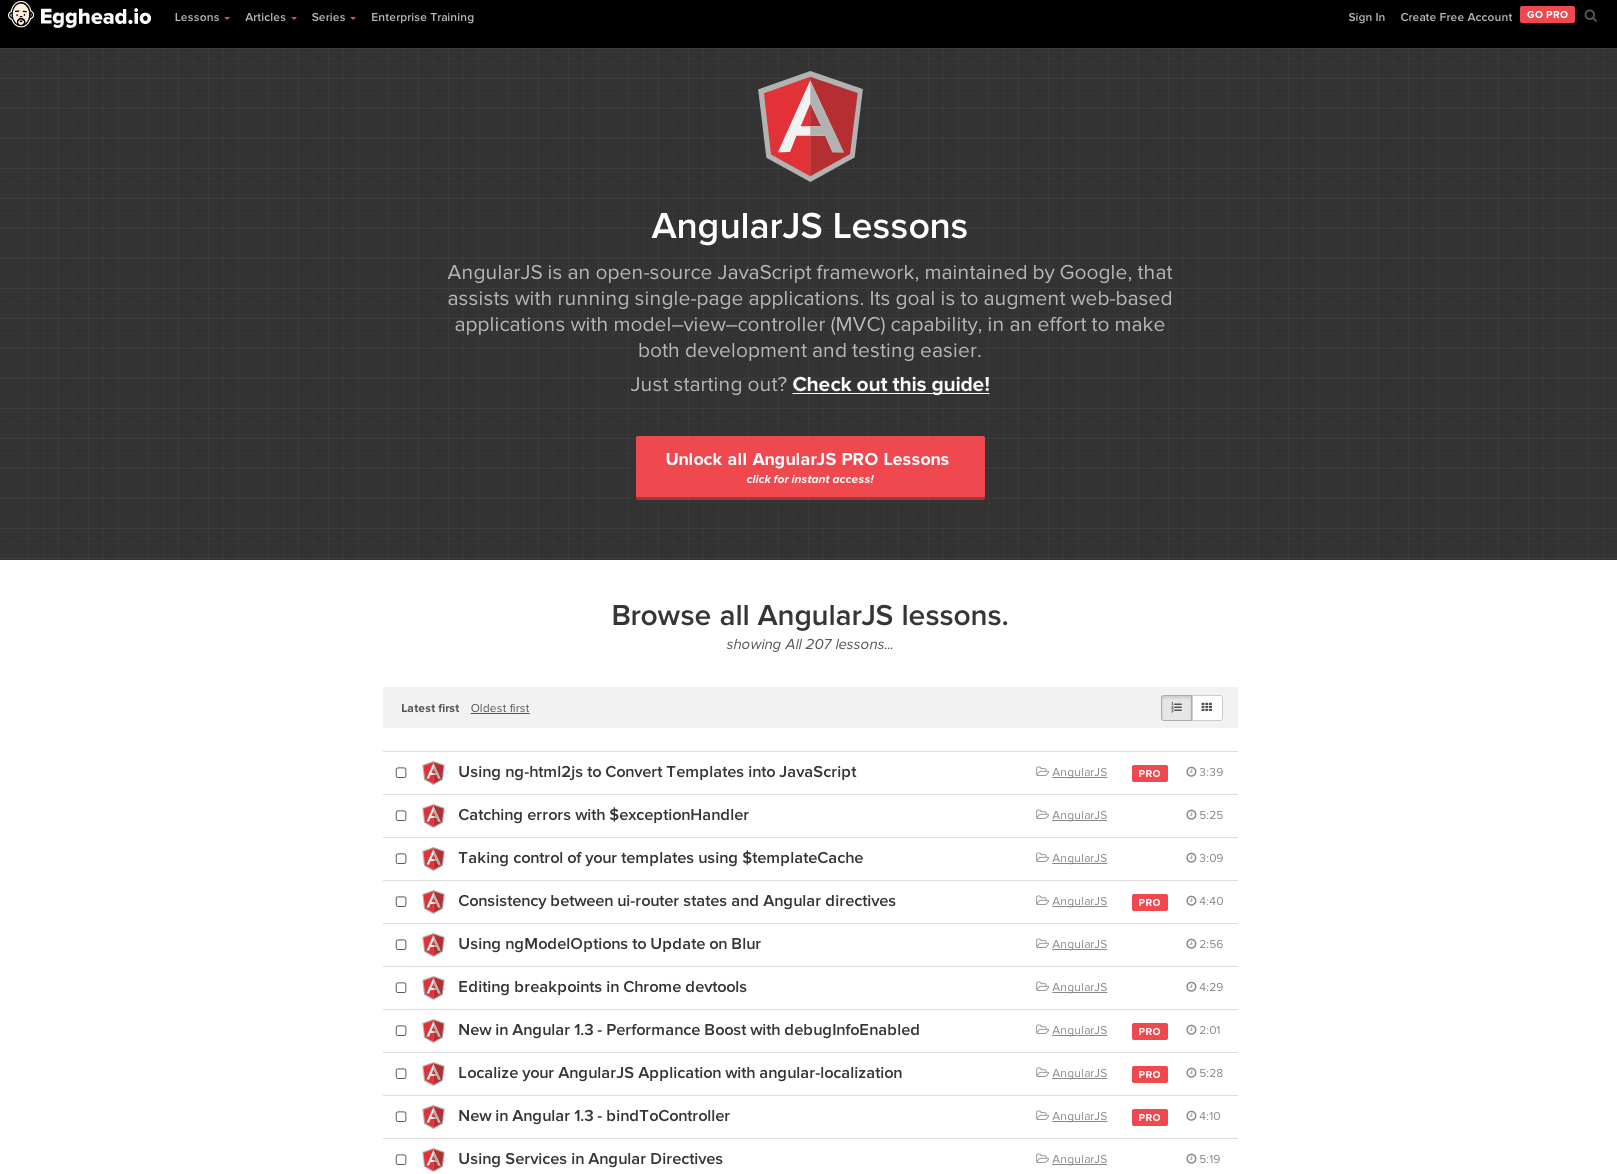 Egghead.io Lessons Articles Series Enterprise Training Sign In Create Free Account GO PRO
AngularJS Lessons
AngularJS is an open-source JavaScript framework, maintained by Google, that
assists with running single-page applications. Its goal is to augment web-based
applications with model–view–controller (MVC) capability, in an effort to make
both development and testing easier.
Just starting out? Check out this guide!
Unlock all AngularJS PRO Lessons
click for instant access!
Browse all AngularJS lessons.
showing All 207 lessons...
Latest first Oldest first
Using ng-html2js to Convert Templates into JavaScript AngularJS PRO 3:39
Catching errors with $exceptionHandler AngularJS 5:25
Taking control of your templates using $templateCache AngularJS 3:09
Consistency between ui-router states and Angular directives AngularJS PRO 4:40
Using ngModelOptions to Update on Blur AngularJS 2:56
Editing breakpoints in Chrome devtools AngularJS 4:29
New in Angular 1.3 - Performance Boost with debugInfoEnabled AngularJS PRO 2:01
Localize your AngularJS Application with angular-localization AngularJS PRO 5:28
New in Angular 1.3 - bindToController AngularJS PRO 4:10
Using Services in Angular Directives AngularJS 5:19